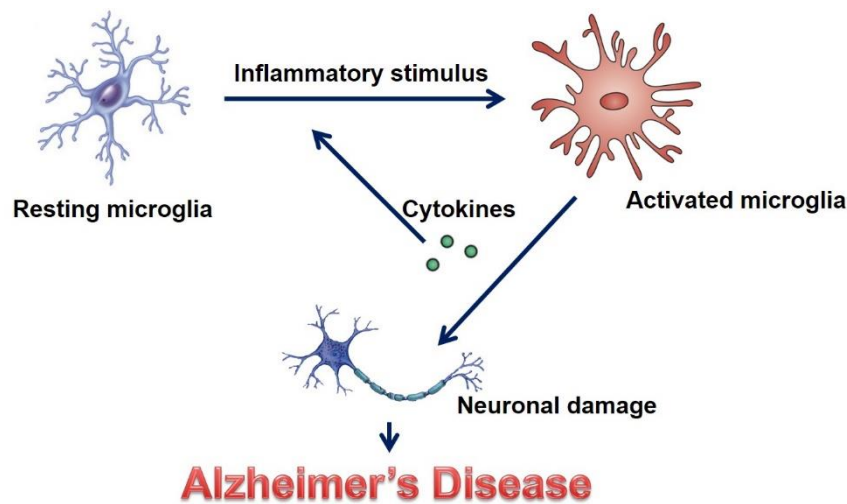 Inflammatory stimulus
Resting microglia
Activated microglia
Cytokines
Neuronal damage
Alzheimer's Disease